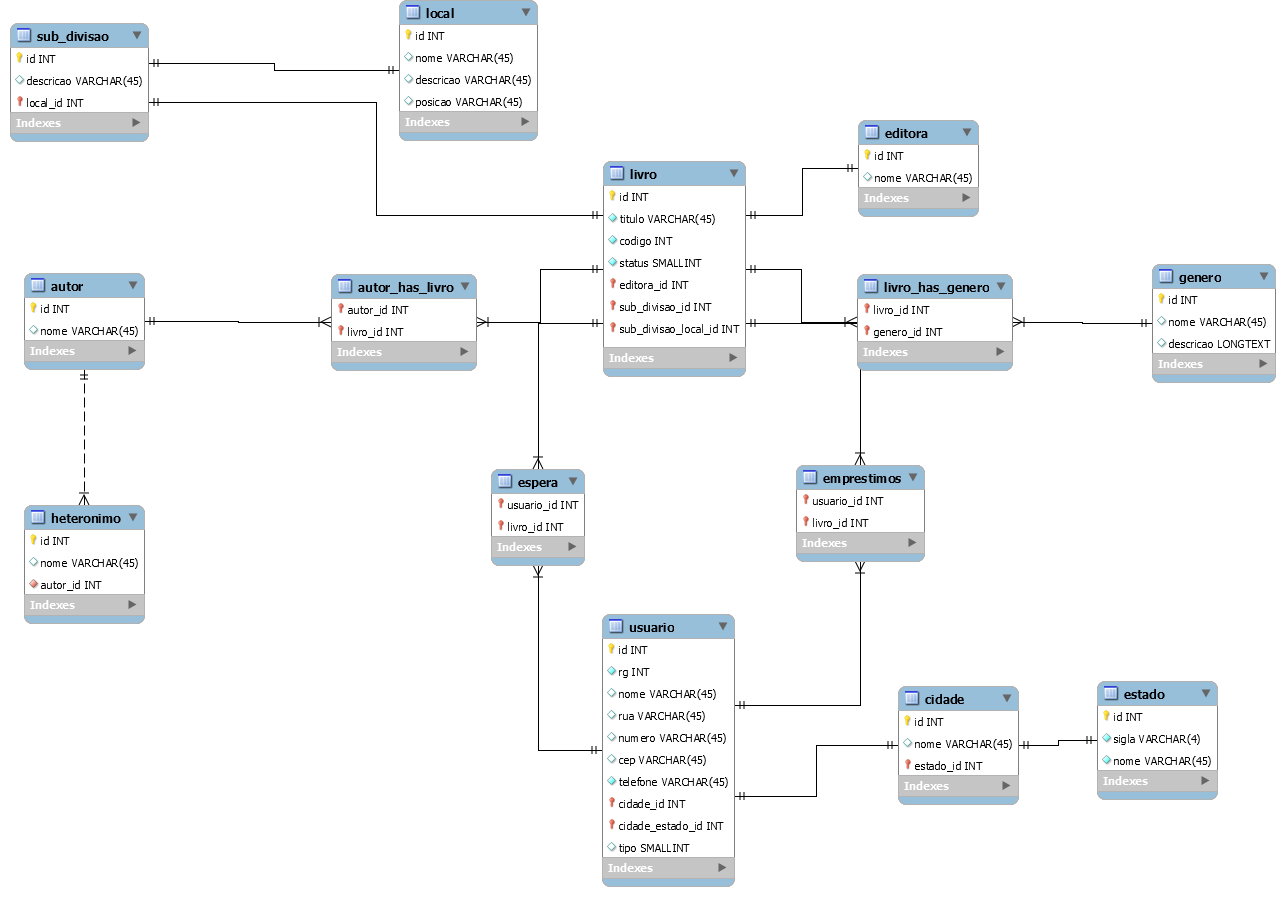 sub_divisao
id INT
descricao VARCHAR(45)
local_id INT
Indexes
local
id INT
nome VARCHAR(45)
descricao VARCHAR(45)
posicao VARCHAR(45)
Indexes
editora
id INT
nome VARCHAR(45)
Indexes
livro
id INT
titulo VARCHAR(45)
codigo INT
status SMALLINT
editora_id INT
sub_divisao_id INT
sub_divisao_local_id INT
Indexes
autor
id INT
nome VARCHAR(45)
Indexes
autor_has_livro
autor_id INT
livro_id INT
Indexes
livro_has_genero
livro_id INT
genero_id INT
Indexes
genero
id INT
nome VARCHAR(45)
descricao LONGTEXT
Indexes
heteronimo
id INT
nome VARCHAR(45)
autor_id INT
Indexes
espera
usuario_id INT
livro_id INT
Indexes
emprestimos
usuario_id INT
livro_id INT
Indexes
usuario
id INT
rg INT
nome VARCHAR(45)
rua VARCHAR(45)
numero VARCHAR(45)
cep VARCHAR(45)
telefone VARCHAR(45)
cidade_id INT
cidade_estado_id INT
tipo SMALLINT
Indexes
cidade
id INT
nome VARCHAR(45)
estado_id INT
Indexes
estado
id INT
sigla VARCHAR(4)
nome VARCHAR(45)
Indexes